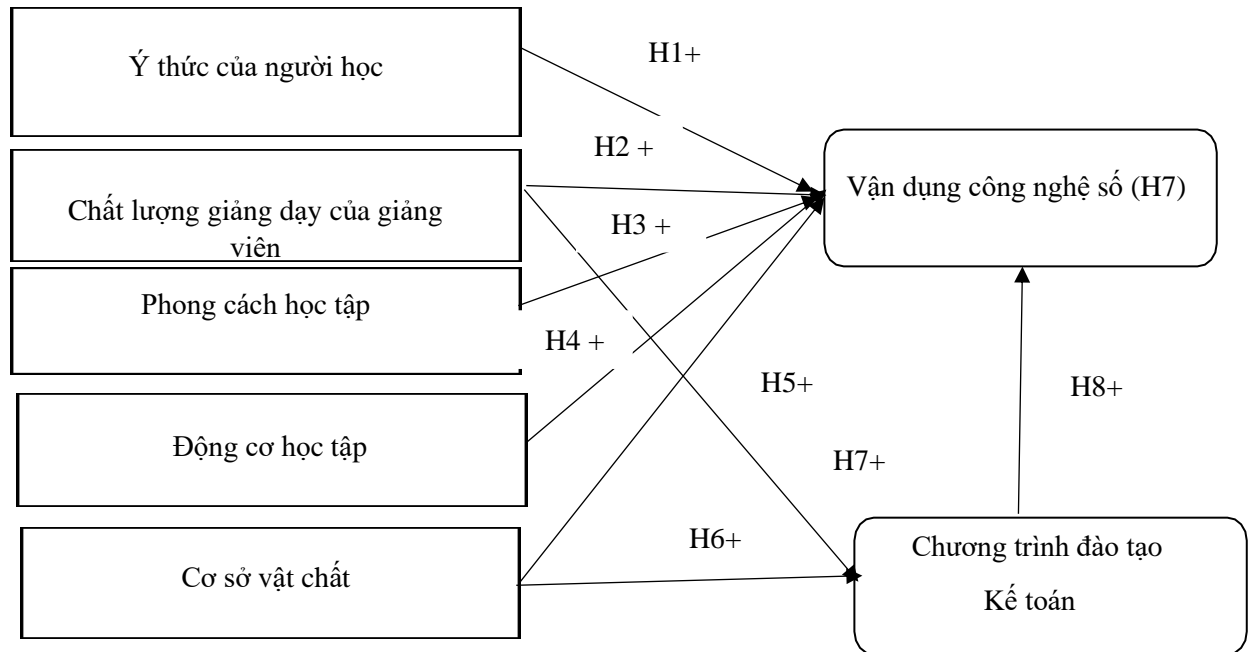 Ý thức của người học
H1+
H2 +
Vận dụng công nghệ số (H7)
Chất lượng giảng dạy của giảng
viên
H3 +
Phong cách học tập
H4 +
H5+
H8+
Động cơ học tập
H7+
H6+
Cơ sở vật chất
Chương trình đào tạo
Kế toán